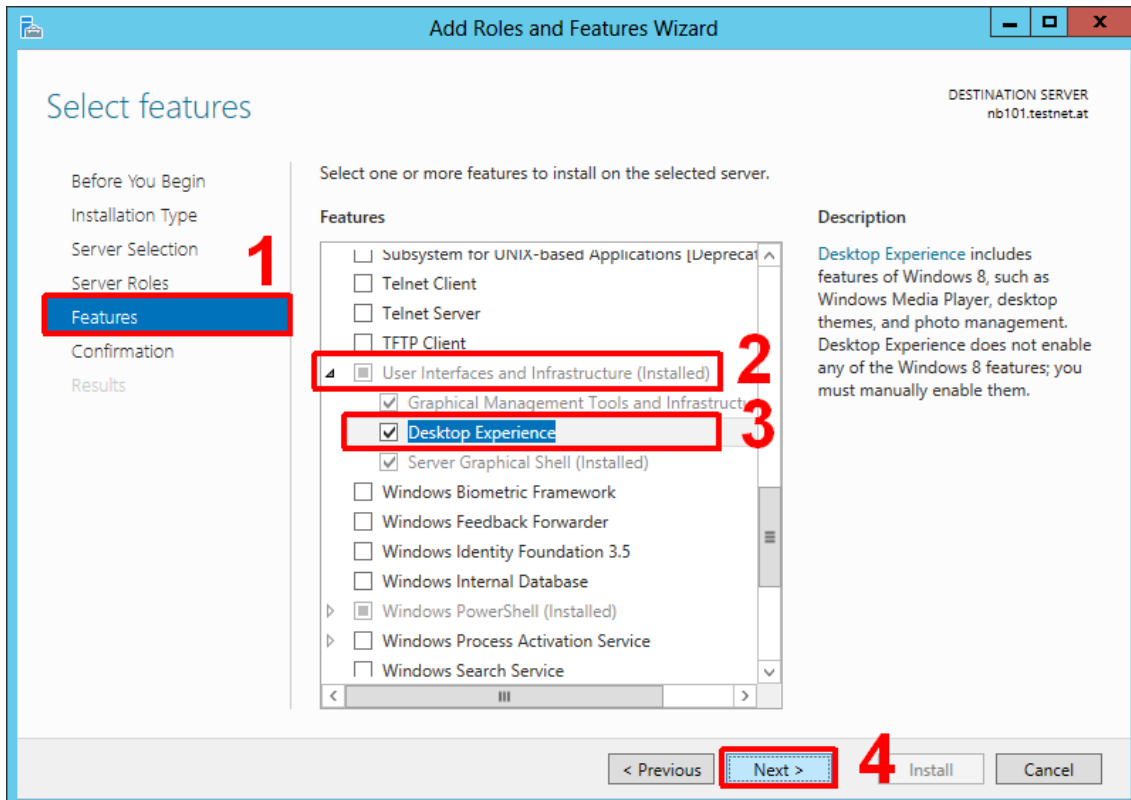 Add Roles and Features Wizard
Select features
DESTINATION SERVER
nb101.testnet.at
Before You Begin
Installation Type
Server Selection
Server Roles
Features
Confirmation
Results
1
Select one or more features to install on the selected server.
Features
Subsystem for UNIX-based Applications [Deprecat
Telnet Client
Telnet Server
TFTP Client
User Interfaces and Infrastructure (Installed)
2
Graphical Management Tools and Infrastructu
Desktop Experience
3
Server Graphical Shell (Installed)
Windows Biometric Framework
Windows Feedback Forwarder
Windows Identity Foundation 3.5
Windows Internal Database
Windows PowerShell (Installed)
Windows Process Activation Service
Windows Search Service
Description
Desktop Experience includes
features of Windows 8, such as
Windows Media Player, desktop
themes, and photo management.
Desktop Experience does not enable
any of the Windows 8 features; you
must manually enable them.
< Previous
Next >
4
Install
Cancel